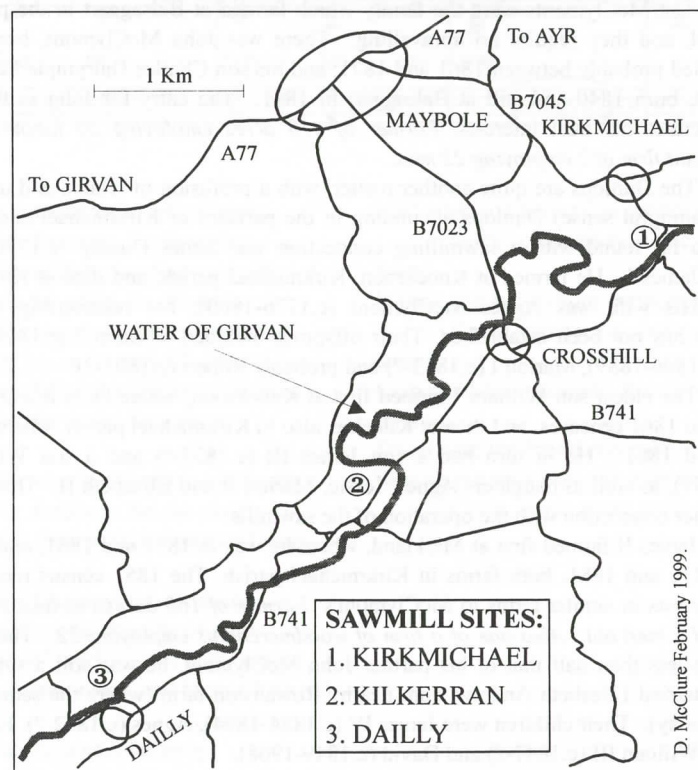 A77
To AYR
1 Km
B7045
MAYBOLE
KIRKMICHAEL
A77
To GIRVAN
①
B7023
WATER OF GIRVAN
CROSSHILL
B741
②
B741
③
DAILLY
SAWMILL SITES:
1. KIRKMICHAEL
2: KILKERRAN
3. DAILLY
D. McClure February 1999.